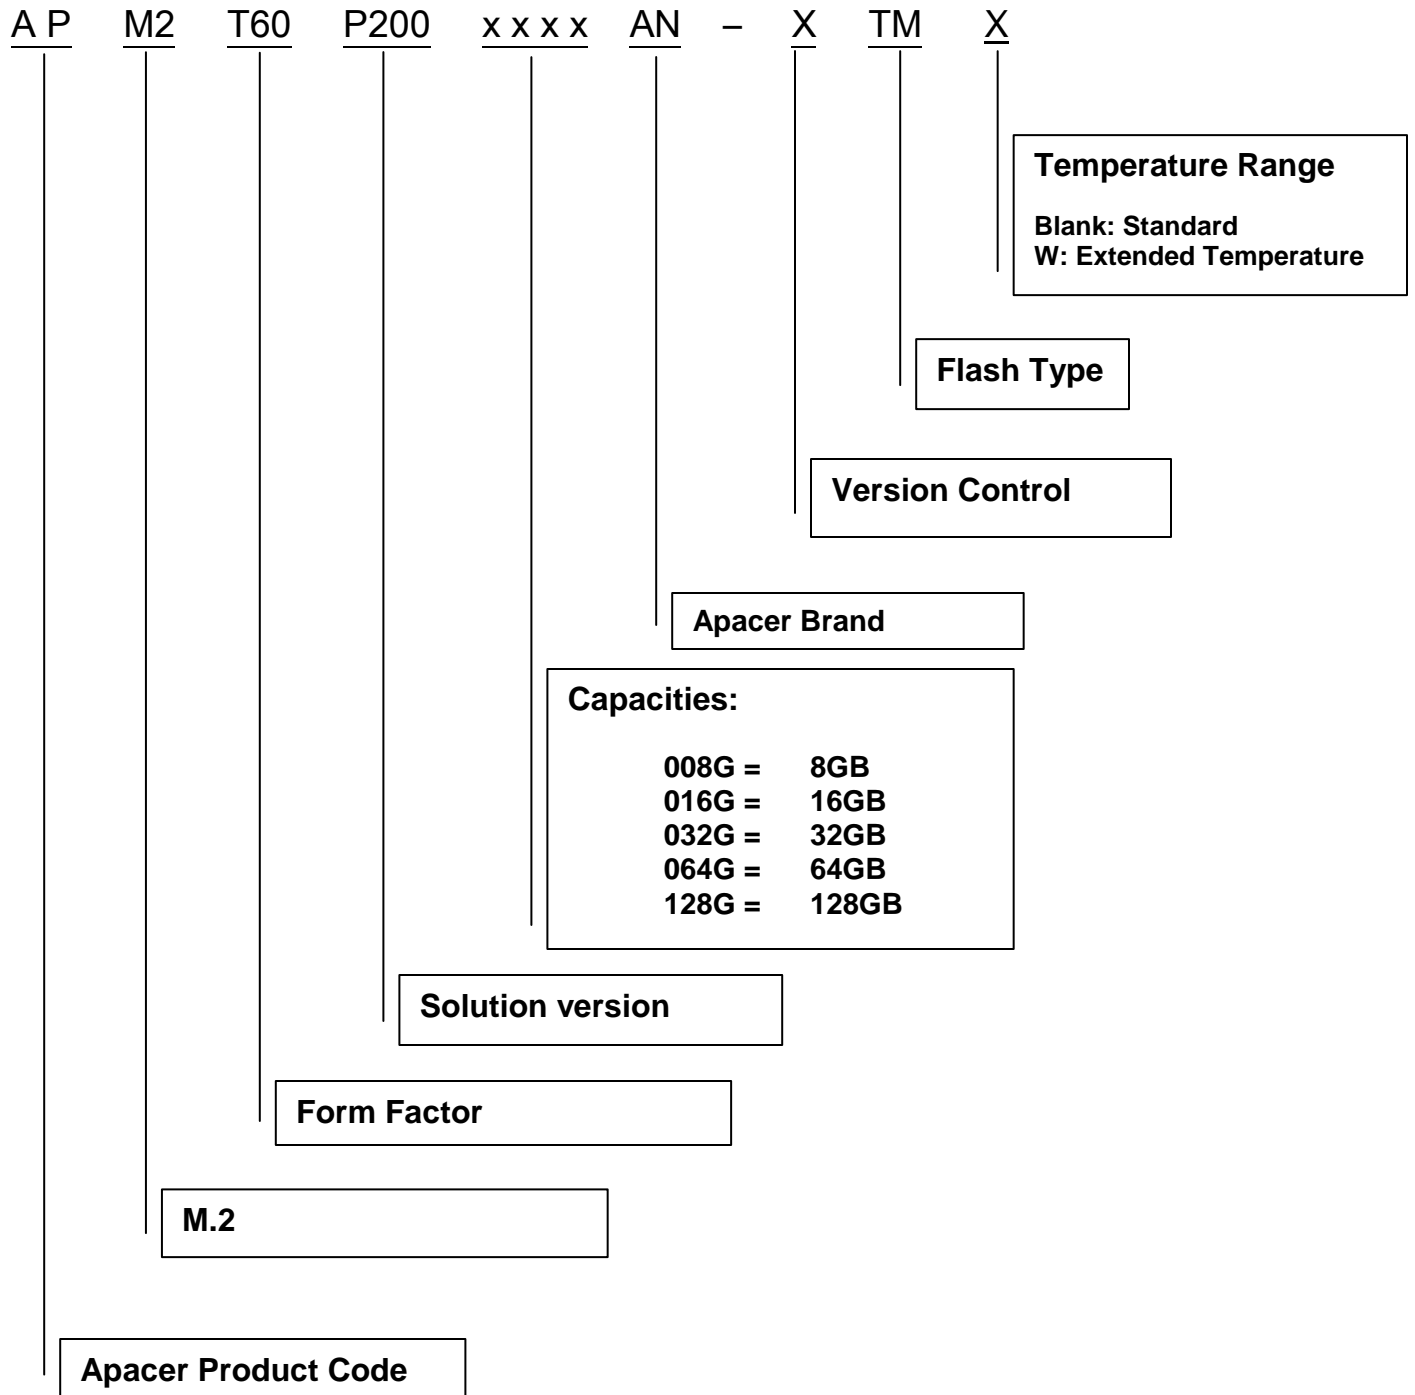 A P M2 T60 P200 x x x x AN – X TM X
Temperature Range
Blank: Standard
W: Extended Temperature
Flash Type
Version Control
Apacer Brand
Capacities:
008G = 8GB
016G = 16GB
032G = 32GB
064G = 64GB
128G = 128GB
Solution version
Form Factor
M.2
Apacer Product Code